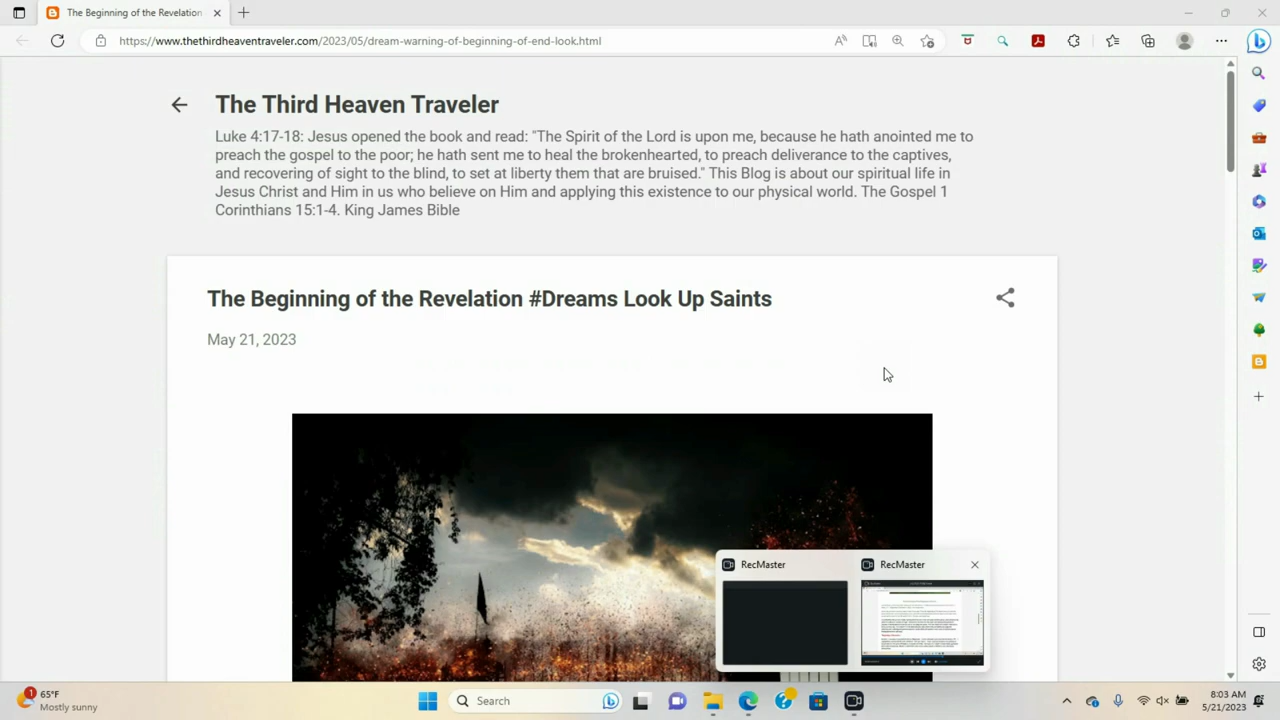 The Beginning of the Revelation
https://www.thethirdheaventraveler.com/2023/05/dream-warning-of-beginning-of-end-look.html
The Third Heaven Traveler
Luke 4:17-18: Jesus opened the book and read: "The Spirit of the Lord is upon me, because he hath anointed me to
preach the gospel to the poor; he hath sent me to heal the brokenhearted, to preach deliverance to the captives,
and recovering of sight to the blind, to set at liberty them that are bruised." This Blog is about our spiritual life in
Jesus Christ and Him in us who believe on Him and applying this existence to our physical world. The Gospel 1
Corinthians 15:1-4. King James Bible
The Beginning of the Revelation #Dreams Look Up Saints
May 21, 2023
RecMaster
RecMaster
1
65°F
Mostly sunny
Search
8:03 AM
5/21/2023